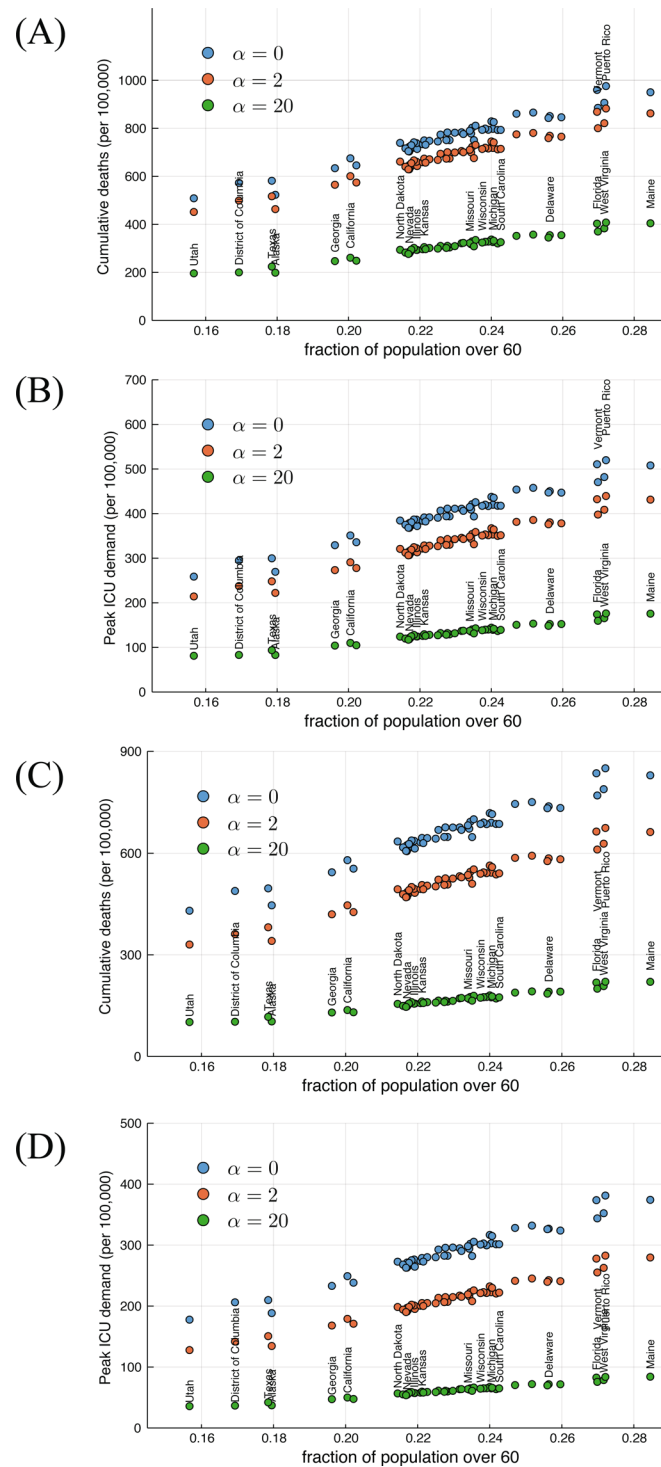 (A)
Cumulative deaths (per 100,000)
1000
800
600
400
200
0
α = 0
α = 2
α = 20
Utah
District of Columbia
Texas
Alaska
Georgia
California
North Dakota
Nevada
Illinois
Kansas
Missouri
Wisconsin
Michigan
South Carolina
Delaware
Florida
West Virginia
Vermont
Puerto Rico
Maine
0.16 0.18 0.20 0.22 0.24 0.26 0.28
fraction of population over 60
(B)
Peak ICU demand (per 100,000)
700
600
500
400
300
200
100
0
α = 0
α = 2
α = 20
Utah
District of Columbia
Texas
Alaska
Georgia
California
North Dakota
Nevada
Illinois
Kansas
Missouri
Wisconsin
Michigan
South Carolina
Delaware
Florida
West Virginia
Vermont
Puerto Rico
Maine
0.16 0.18 0.20 0.22 0.24 0.26 0.28
fraction of population over 60
(C)
Cumulative deaths (per 100,000)
900
600
300
0
α = 0
α = 2
α = 20
Utah
District of Columbia
Texas
Alaska
Georgia
California
North Dakota
Nevada
Illinois
Kansas
Missouri
Wisconsin
Michigan
South Carolina
Delaware
Florida
West Virginia
Vermont
Puerto Rico
Maine
0.16 0.18 0.20 0.22 0.24 0.26 0.28
fraction of population over 60
(D)
Peak ICU demand (per 100,000)
500
400
300
200
100
0
α = 0
α = 2
α = 20
Utah
District of Columbia
Texas
Alaska
Georgia
California
North Dakota
Nevada
Illinois
Kansas
Missouri
Wisconsin
Michigan
South Carolina
Delaware
Florida
West Virginia
Vermont
Puerto Rico
Maine
0.16 0.18 0.20 0.22 0.24 0.26 0.28
fraction of population over 60